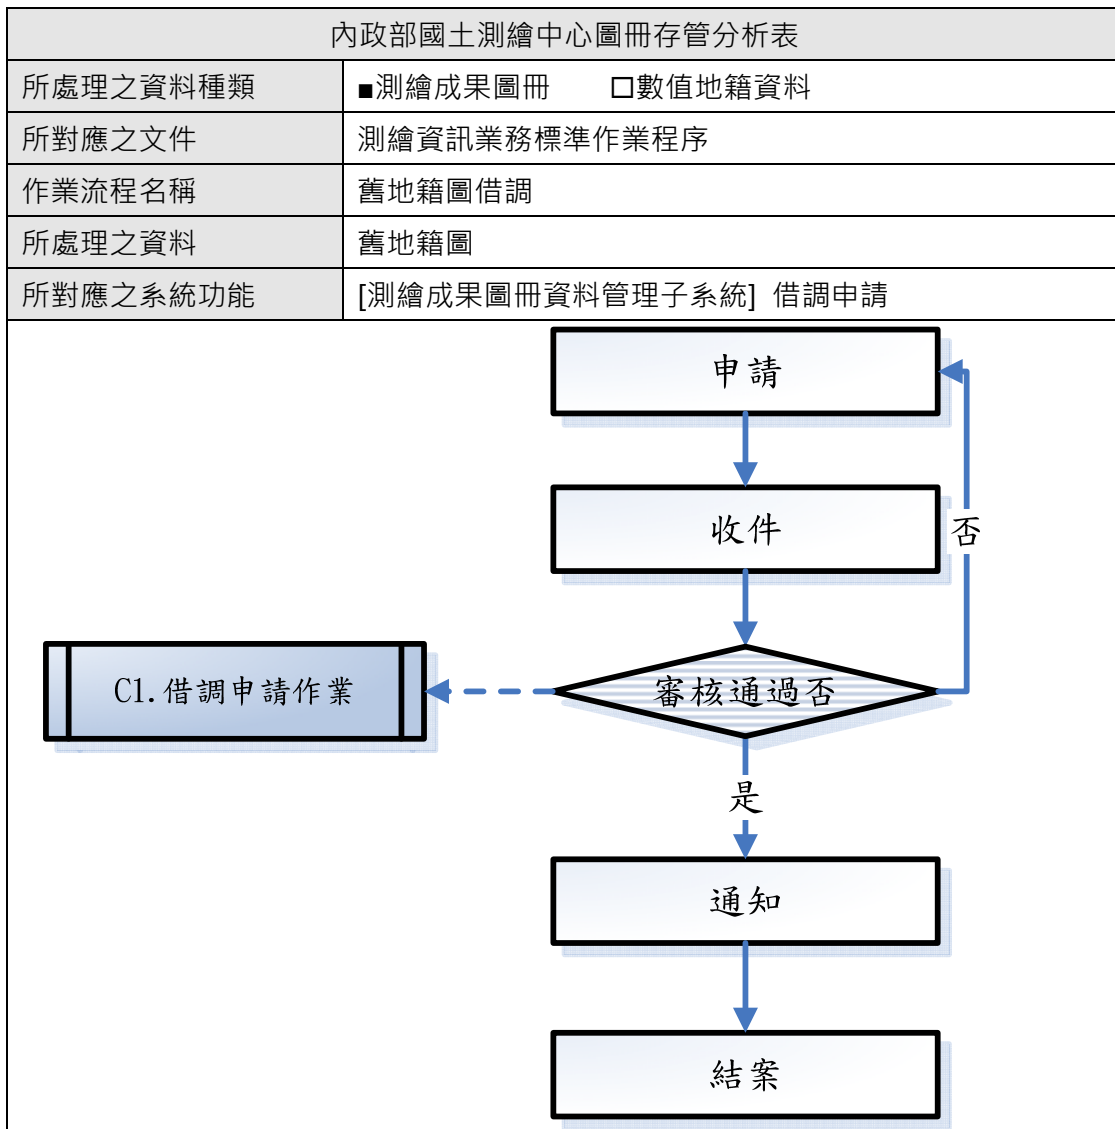 內政部國土測繪中心圖冊存管分析表
所處理之資料種類 ■測繪成果圖冊 □數值地籍資料
所對應之文件 測繪資訊業務標準作業程序
作業流程名稱 舊地籍圖借調
所處理之資料 舊地籍圖
所對應之系統功能 [測繪成果圖冊資料管理子系統] 借調申請
申請
收件
否
C1.借調申請作業
審核通過否
是
通知
結案